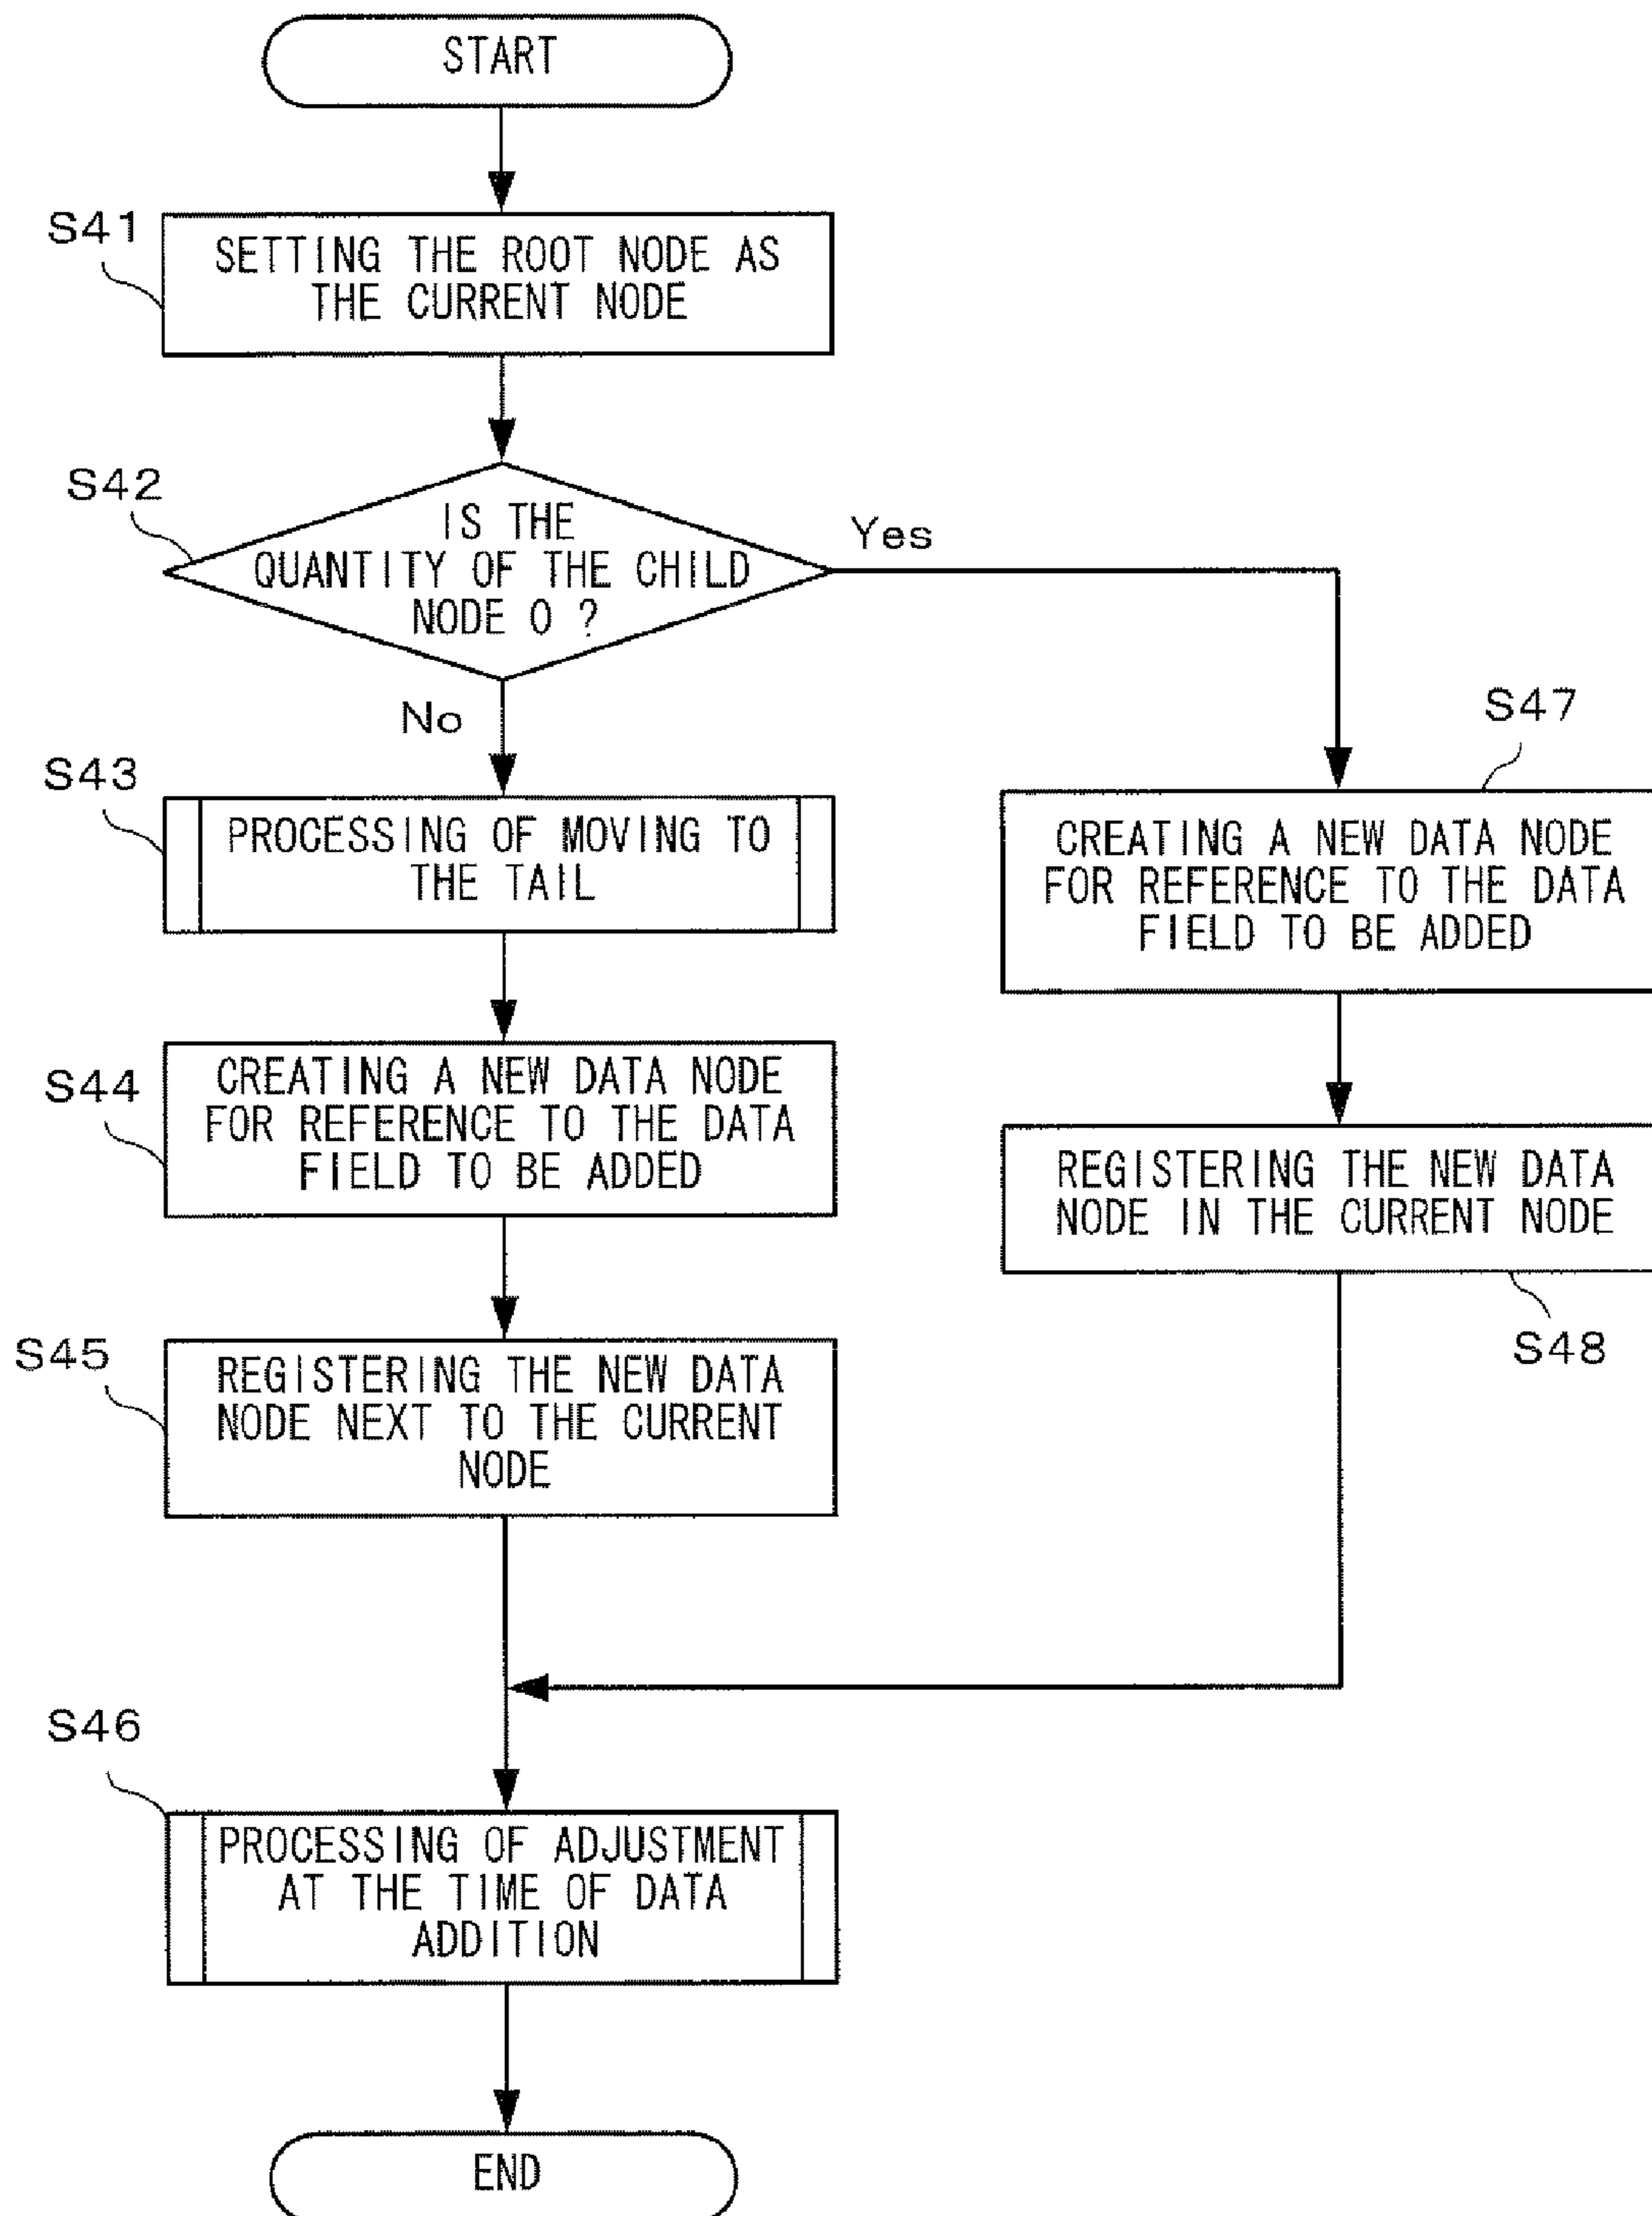 START
S41
SETTING THE ROOT NODE AS
THE CURRENT NODE
S42
IS THE
QUANTITY OF THE CHILD
NODE 0 ?
Yes
No
S43
PROCESSING OF MOVING TO
THE TAIL
S47
CREATING A NEW DATA NODE
FOR REFERENCE TO THE DATA
FIELD TO BE ADDED
S44
CREATING A NEW DATA NODE
FOR REFERENCE TO THE DATA
FIELD TO BE ADDED
REGISTERING THE NEW DATA
NODE IN THE CURRENT NODE
S48
S45
REGISTERING THE NEW DATA
NODE NEXT TO THE CURRENT
NODE
S46
PROCESSING OF ADJUSTMENT
AT THE TIME OF DATA
ADDITION
END